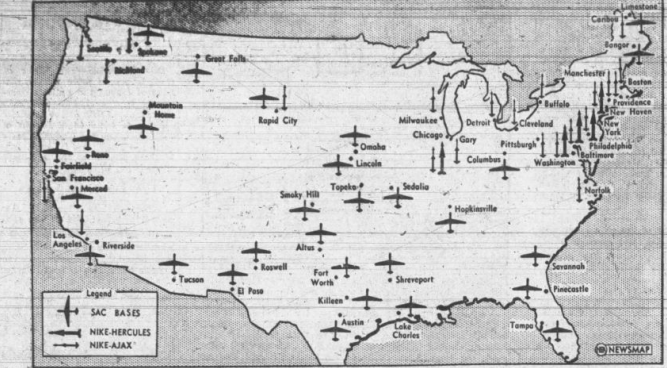 Limestone
Caribou
Bangor
Seattle
Spokane
Great Falls
Richland
Manchester
Boston
Providence
New Haven
New
York
Buffalo
Mountain
Home
Rapid City
Milwaukee
Detroit
Cleveland
Chicago
Gary
Pittsburgh
Philadelphia
Baltimore
Washington
Columbus
Omaha
Lincoln
Reno
Fairfield
San Francisco
Merced
Topeka
Sedalia
Norfolk
Smoky Hill
Hopkinsville
Los
Angeles
Riverside
Altus
Roswell
Tucson
El Paso
Fort
Worth
Shreveport
Savannah
Pinecastle
Killeen
Austin
Lake
Charles
Tampa
Legend
SAC BASES
NIKE-HERCULES
NIKE-AJAX
NEWSMAP